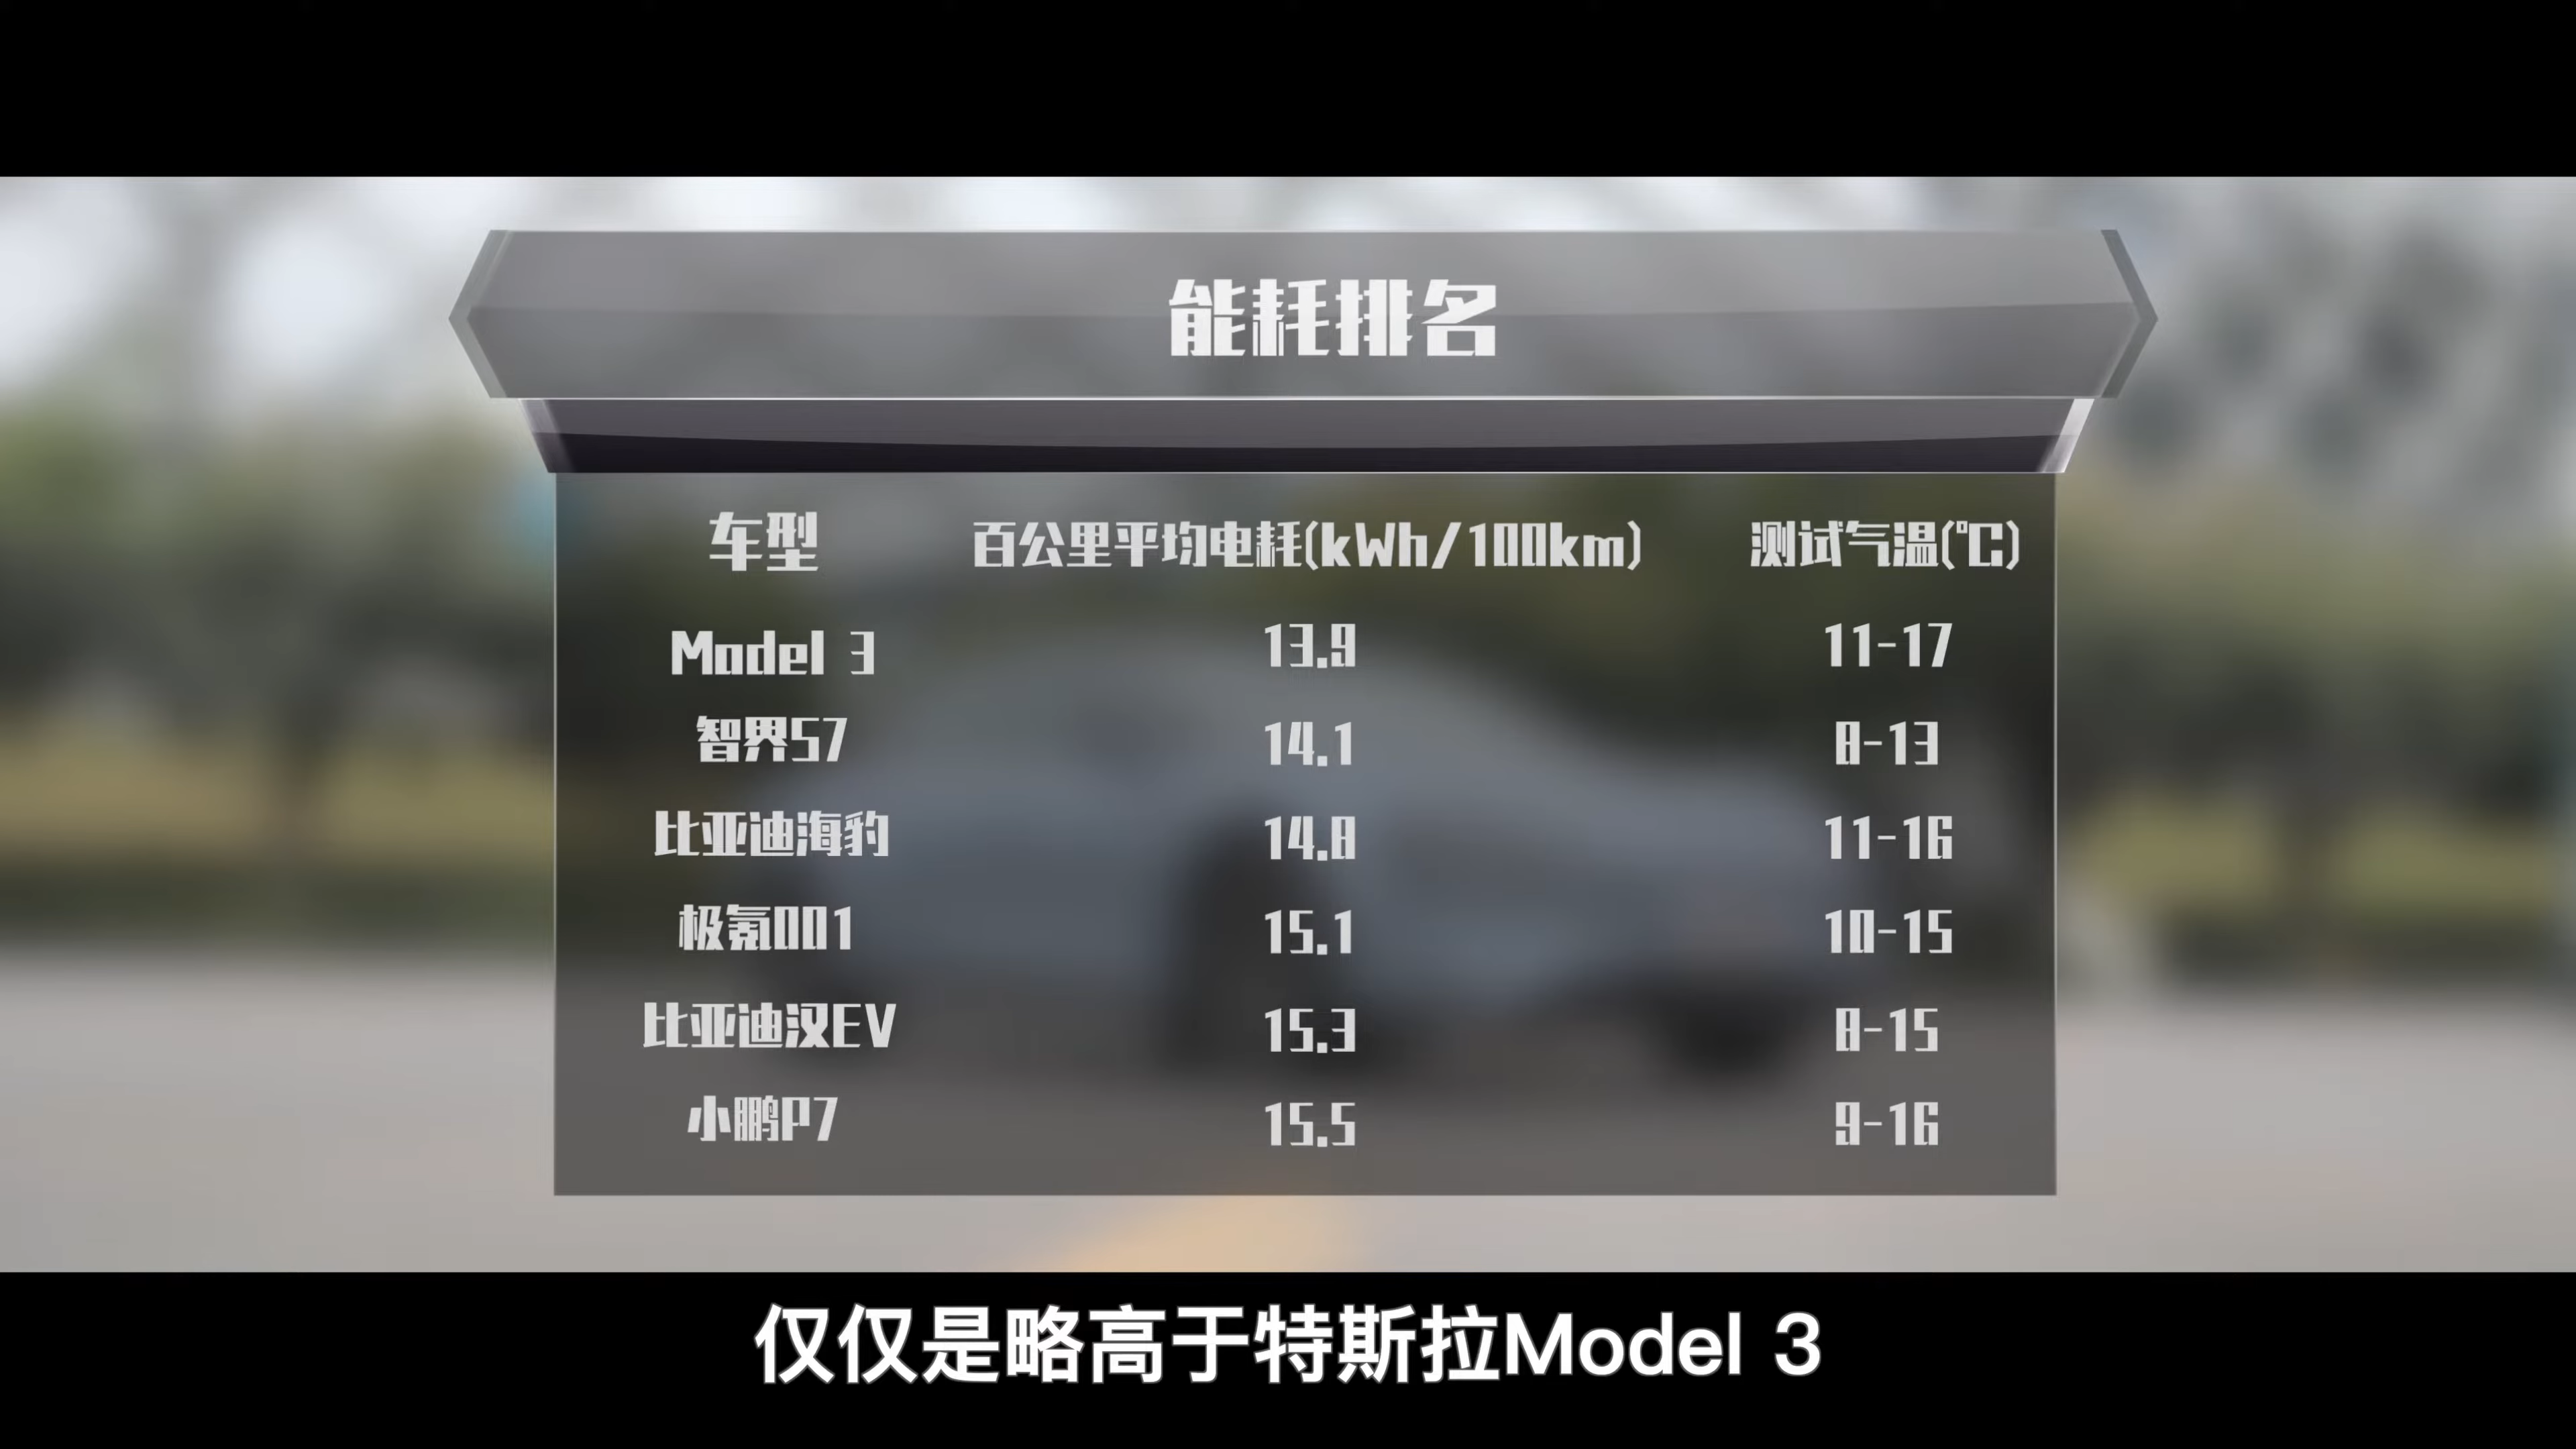 能耗排名
车型 百公里平均电耗(kWh/100km) 测试气温(℃)
Model 3 13.9 11-17
智界S7 14.1 8-13
比亚迪海豹 14.8 11-16
极氪001 15.1 10-15
比亚迪汉EV 15.3 8-15
小鹏P7 15.5 9-16
仅仅是略高于特斯拉Model 3